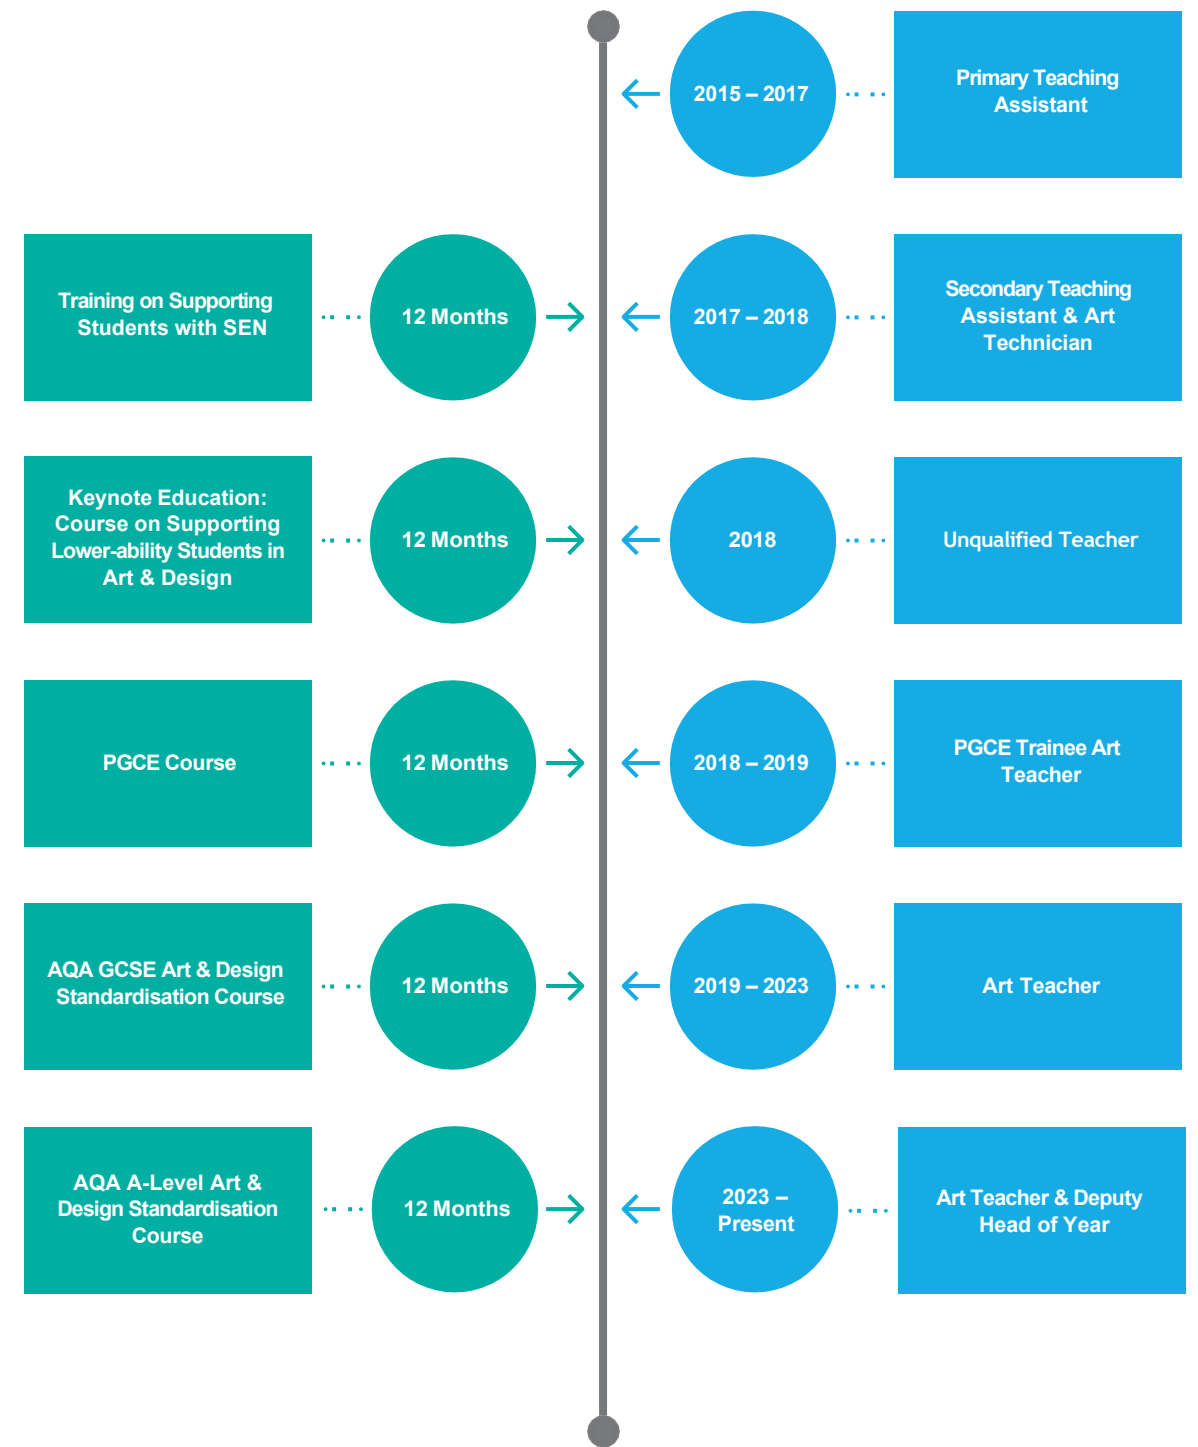 2015 – 2017
Primary Teaching
Assistant
Training on Supporting
Students with SEN
12 Months
2017 – 2018
Secondary Teaching
Assistant & Art
Technician
Keynote Education:
Course on Supporting
Lower-ability Students in
Art & Design
12 Months
2018
Unqualified Teacher
PGCE Course
12 Months
2018 – 2019
PGCE Trainee Art
Teacher
AQA GCSE Art & Design
Standardisation Course
12 Months
2019 – 2023
Art Teacher
AQA A-Level Art &
Design Standardisation
Course
12 Months
2023 –
Present
Art Teacher & Deputy
Head of Year